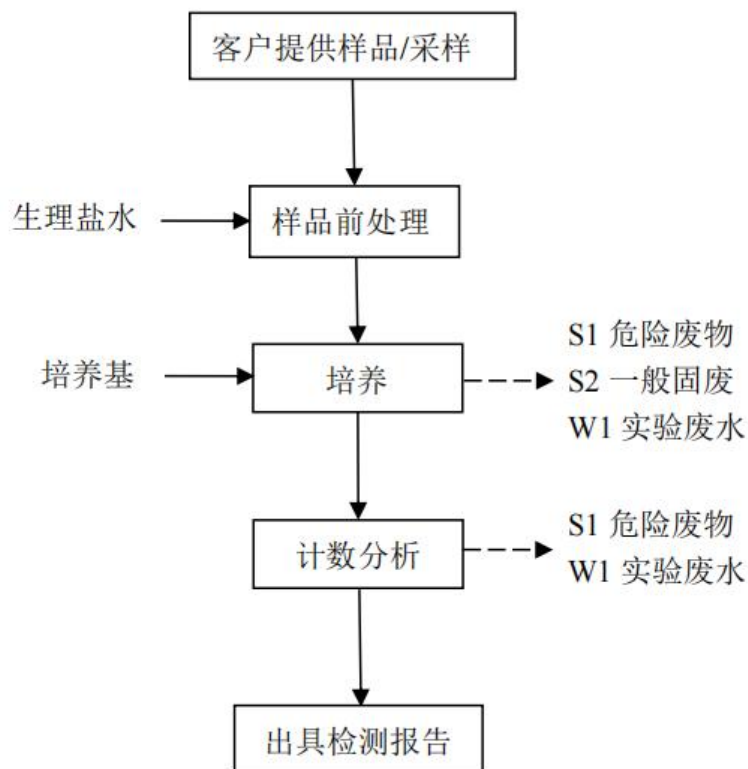 客户提供样品/采样
生理盐水
样品前处理
培养基
培养
S1 危险废物
S2 一般固废
W1 实验废水
计数分析
S1 危险废物
W1 实验废水
出具检测报告